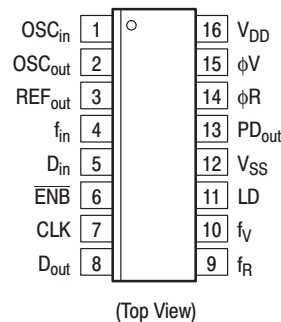 OSCin 1 16 VDD
OSCout 2 15 ϕV
REFout 3 14 ϕR
fin 4 13 PDout
Din 5 12 VSS
E̅N̅B̅ 6 11 LD
CLK 7 10 fV
Dout 8 9 fR
(Top View)